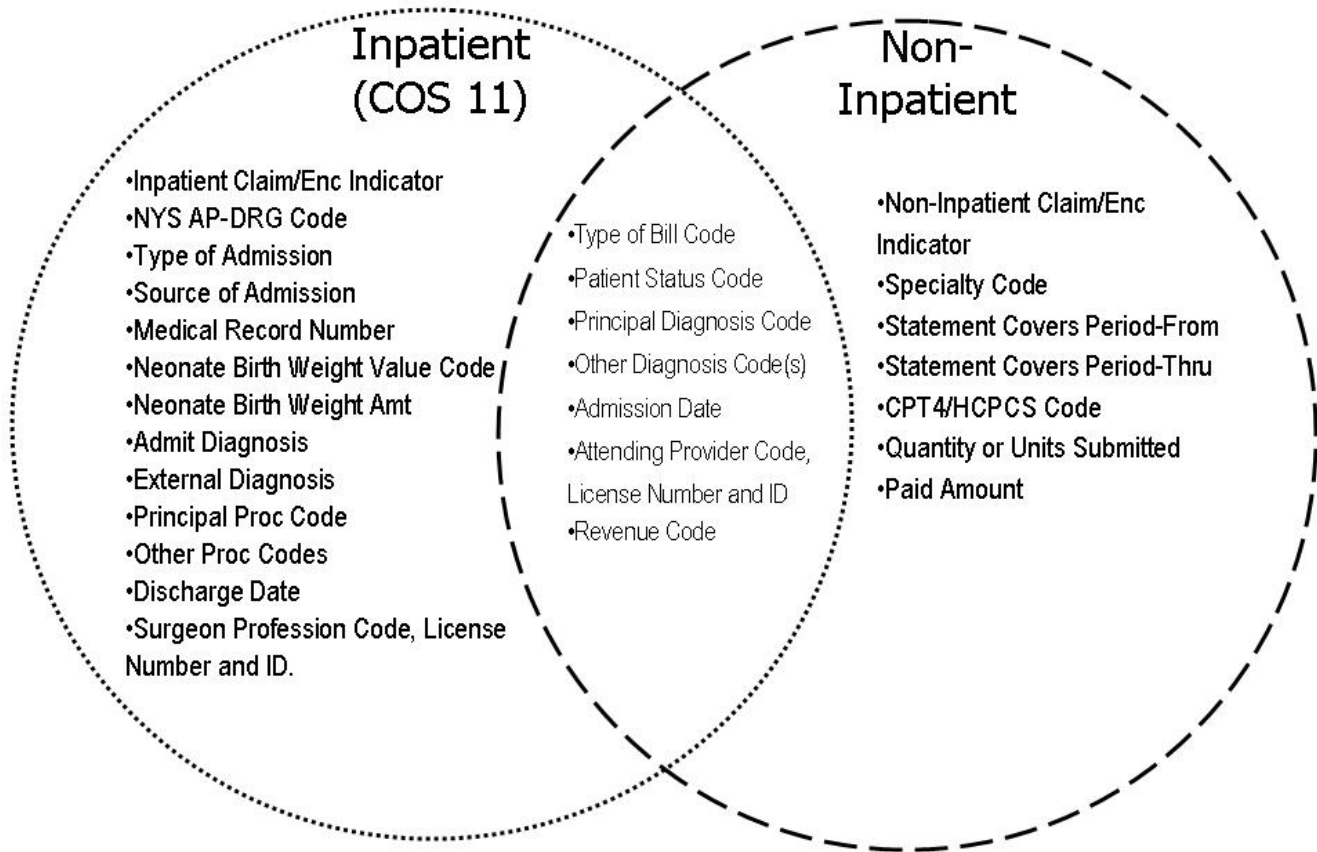 Inpatient
(COS 11)
•Inpatient Claim/Enc Indicator
•NYS AP-DRG Code
•Type of Admission
•Source of Admission
•Medical Record Number
•Neonate Birth Weight Value Code
•Neonate Birth Weight Amt
•Admit Diagnosis
•External Diagnosis
•Principal Proc Code
•Other Proc Codes
•Discharge Date
•Surgeon Profession Code, License
Number and ID.
•Type of Bill Code
•Patient Status Code
•Principal Diagnosis Code
•Other Diagnosis Code(s)
•Admission Date
•Attending Provider Code,
License Number and ID
•Revenue Code
Non-
Inpatient
•Non-Inpatient Claim/Enc
Indicator
•Specialty Code
•Statement Covers Period-From
•Statement Covers Period-Thru
•CPT4/HCPCS Code
•Quantity or Units Submitted
•Paid Amount